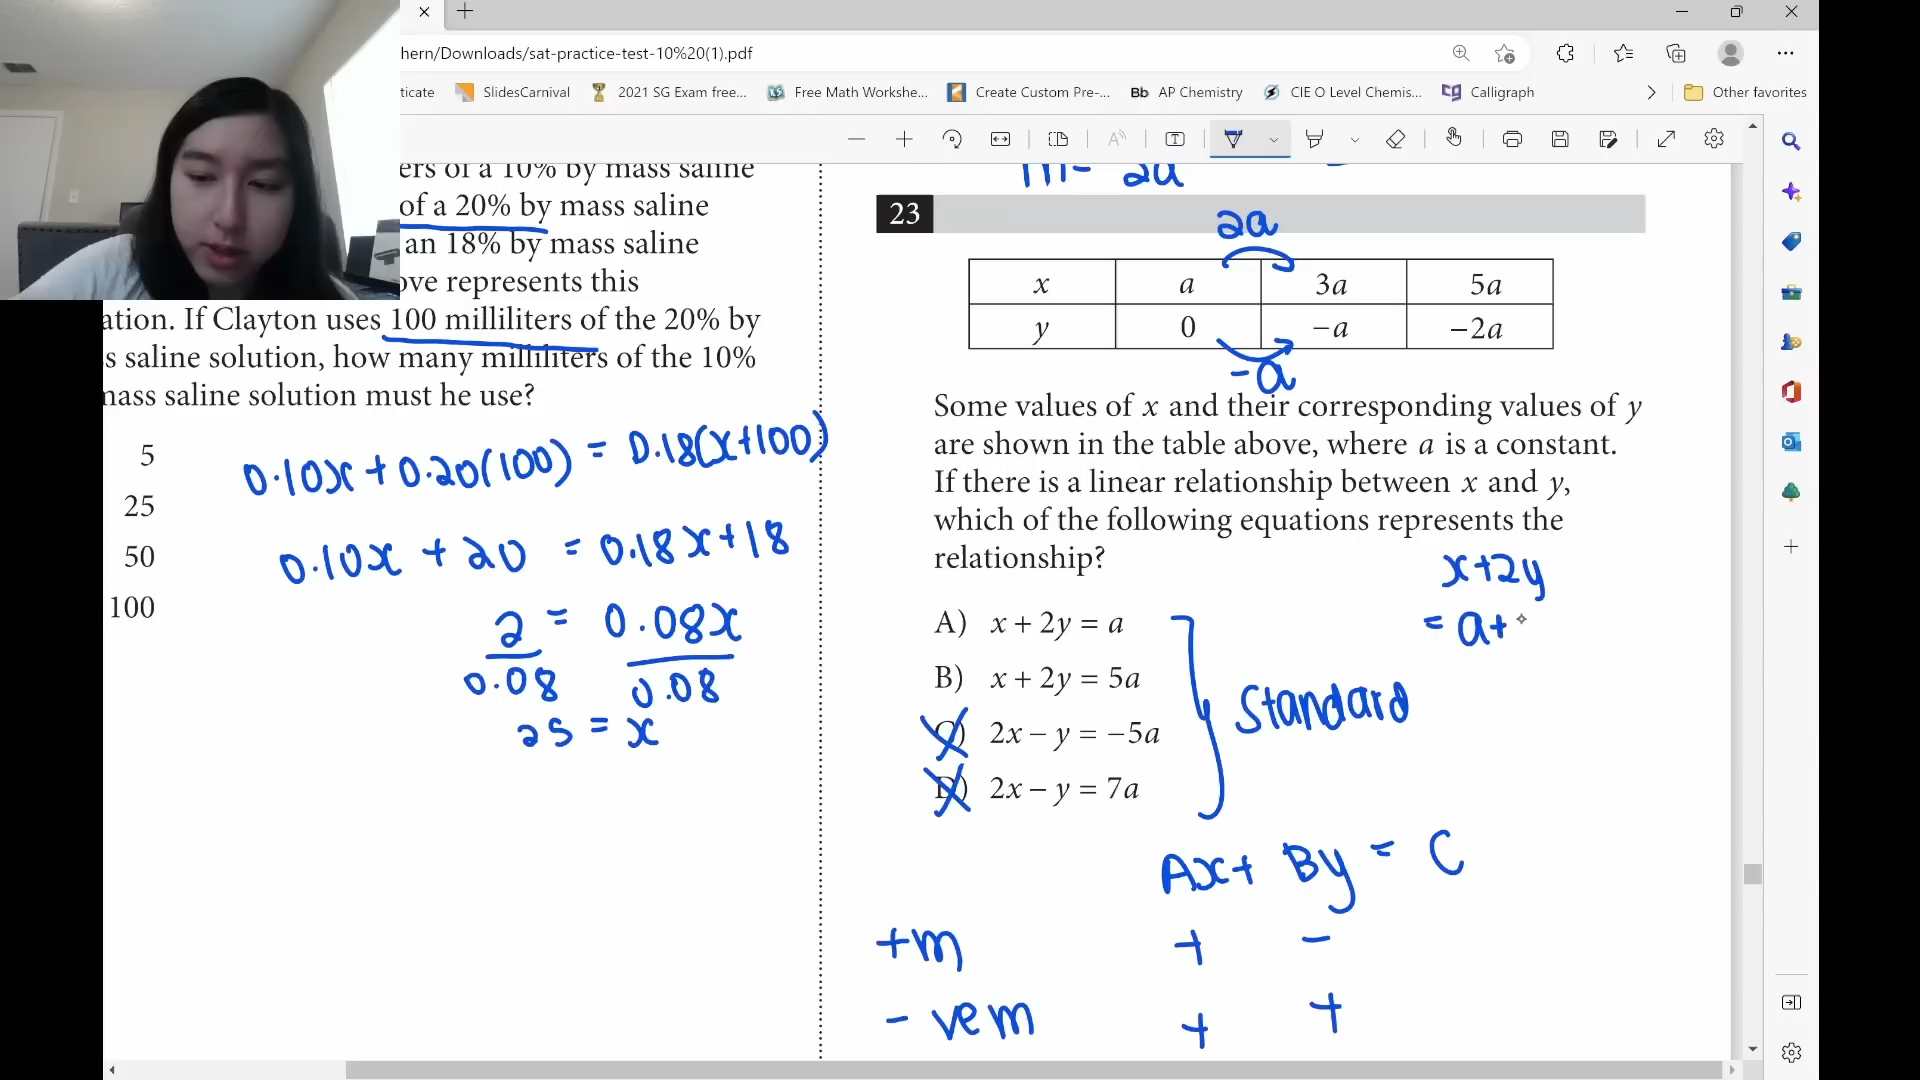 hern/Downloads/sat-practice-test-10%20(1).pdf
ticate SlidesCarnival 2021 SG Exam free... Free Math Workshe... Create Custom Pre-... Bb AP Chemistry CIE O Level Chemis... Calligraph Other favorites
ers of a 10% by mass saline
of a 20% by mass saline
an 18% by mass saline
ove represents this
ation. If Clayton uses 100 milliliters of the 20% by
s saline solution, how many milliliters of the 10%
mass saline solution must he use?
5
25
50
100
0.10x + 0.20(100) = 0.18(x+100)
0.10x + 20 = 0.18x+18
2 = 0.08x
0.08 0.08
25 = x
m = 2a
23
2a
x a 3a 5a
y 0 −a −2a
-a
Some values of x and their corresponding values of y
are shown in the table above, where a is a constant.
If there is a linear relationship between x and y,
which of the following equations represents the
relationship?
x+2y
= a+
A) x + 2y = a
B) x + 2y = 5a
C) 2x − y = −5a
D) 2x − y = 7a
Standard
Ax+ By = C
+m + -
- ve m + +